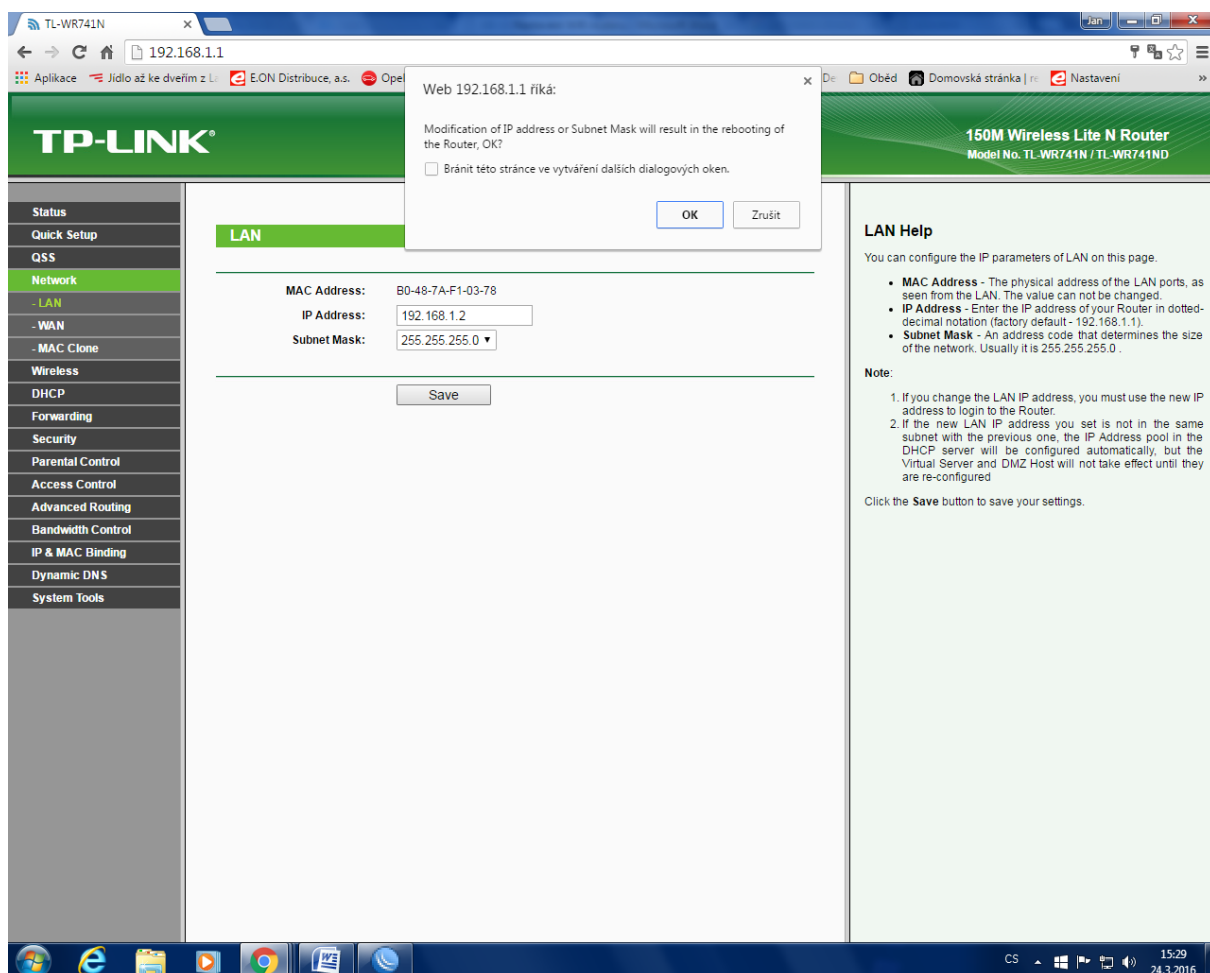 TL-WR741N
Jan
192.168.1.1
Aplikace
Jídlo až ke dveřím z
E.ON Distribuce, a.s.
Opel
De
Oběd
Domovská stránka | re
Nastavení
»
Web 192.168.1.1 říká:
Modification of IP address or Subnet Mask will result in the rebooting of
the Router, OK?
Bránit této stránce ve vytváření dalších dialogových oken.
OK
Zrušit
TP-LINK®
150M Wireless Lite N Router
Model No. TL-WR741N / TL-WR741ND
Status
Quick Setup
QSS
Network
- LAN
- WAN
- MAC Clone
Wireless
DHCP
Forwarding
Security
Parental Control
Access Control
Advanced Routing
Bandwidth Control
IP & MAC Binding
Dynamic DNS
System Tools
LAN
MAC Address: B0-48-7A-F1-03-78
IP Address: 192.168.1.2
Subnet Mask: 255.255.255.0
Save
LAN Help
You can configure the IP parameters of LAN on this page.
• MAC Address - The physical address of the LAN ports, as
seen from the LAN. The value can not be changed.
• IP Address - Enter the IP address of your Router in dotted-
decimal notation (factory default - 192.168.1.1).
• Subnet Mask - An address code that determines the size
of the network. Usually it is 255.255.255.0 .
Note:
1. If you change the LAN IP address, you must use the new IP
address to login to the Router.
2. If the new LAN IP address you set is not in the same
subnet with the previous one, the IP Address pool in the
DHCP server will be configured automatically, but the
Virtual Server and DMZ Host will not take effect until they
are re-configured
Click the Save button to save your settings.
CS
15:29
24.3.2016